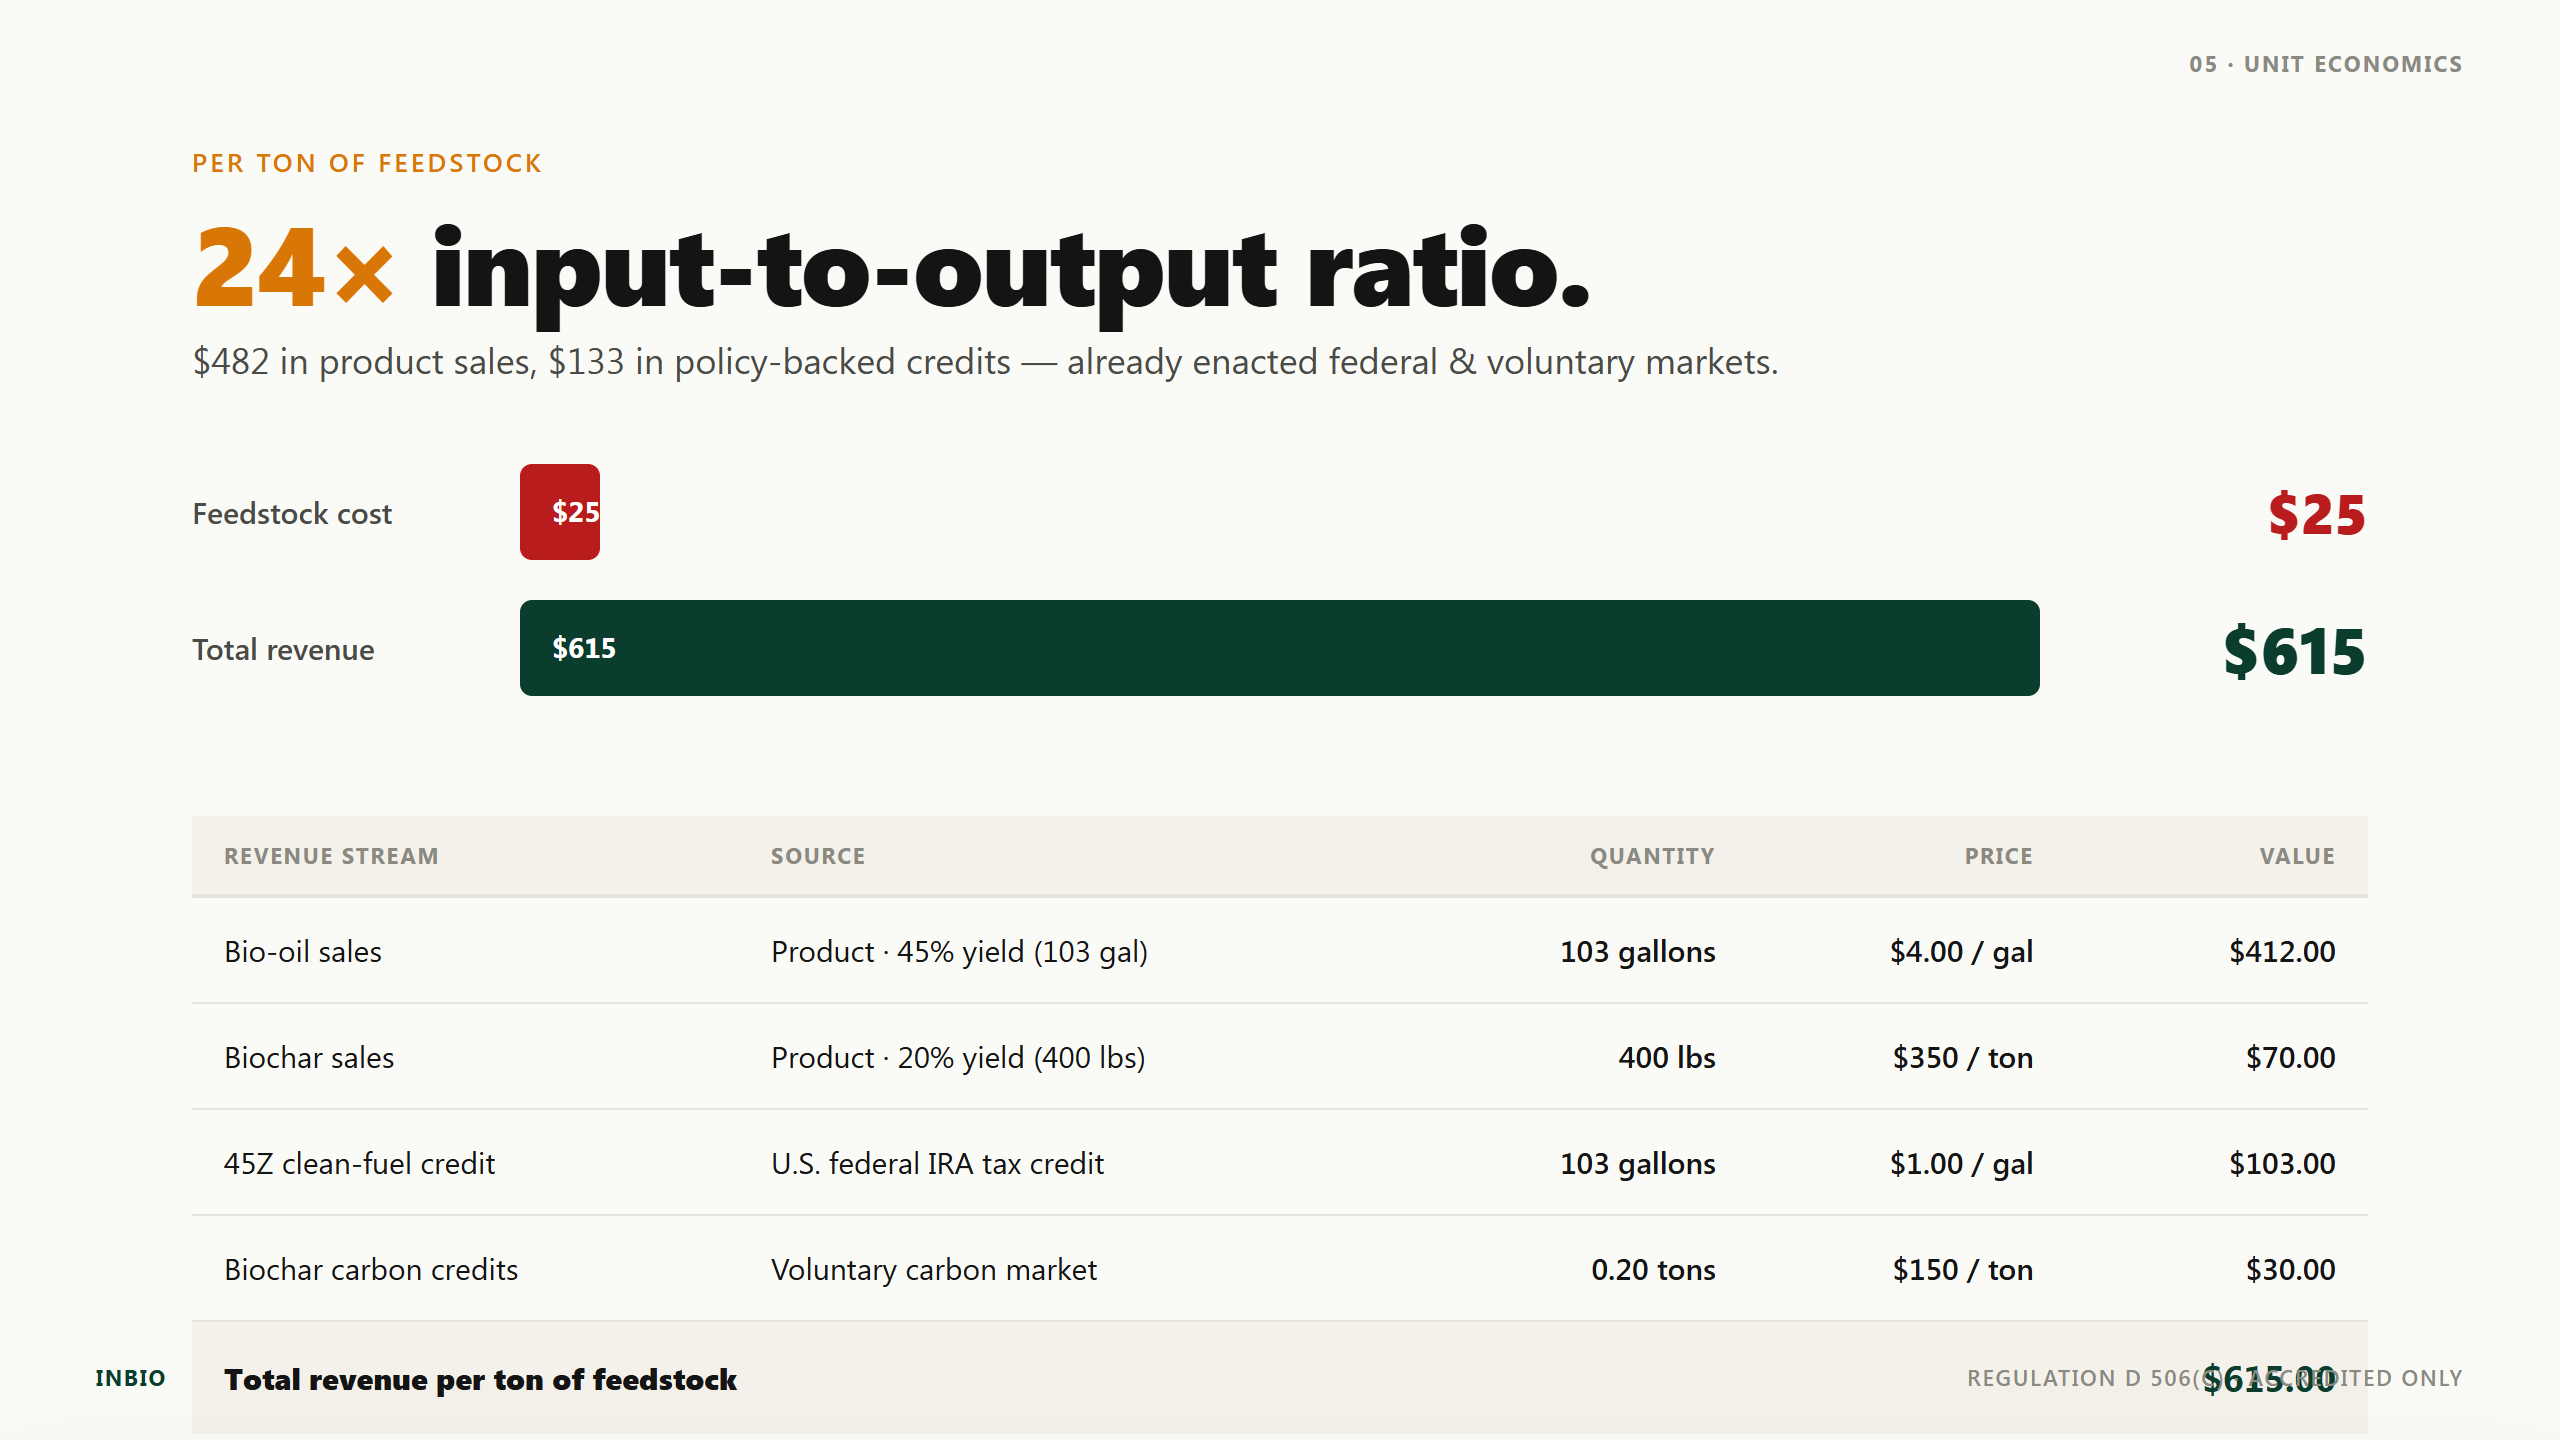 05 · UNIT ECONOMICS
PER TON OF FEEDSTOCK
24× input-to-output ratio.
$482 in product sales, $133 in policy-backed credits — already enacted federal & voluntary markets.
Feedstock cost $25 $25
Total revenue $615 $615
REVENUE STREAM SOURCE QUANTITY PRICE VALUE
Bio-oil sales Product · 45% yield (103 gal) 103 gallons $4.00 / gal $412.00
Biochar sales Product · 20% yield (400 lbs) 400 lbs $350 / ton $70.00
45Z clean-fuel credit U.S. federal IRA tax credit 103 gallons $1.00 / gal $103.00
Biochar carbon credits Voluntary carbon market 0.20 tons $150 / ton $30.00
Total revenue per ton of feedstock $615.00
INBIO REGULATION D 506(C) · ACCREDITED ONLY